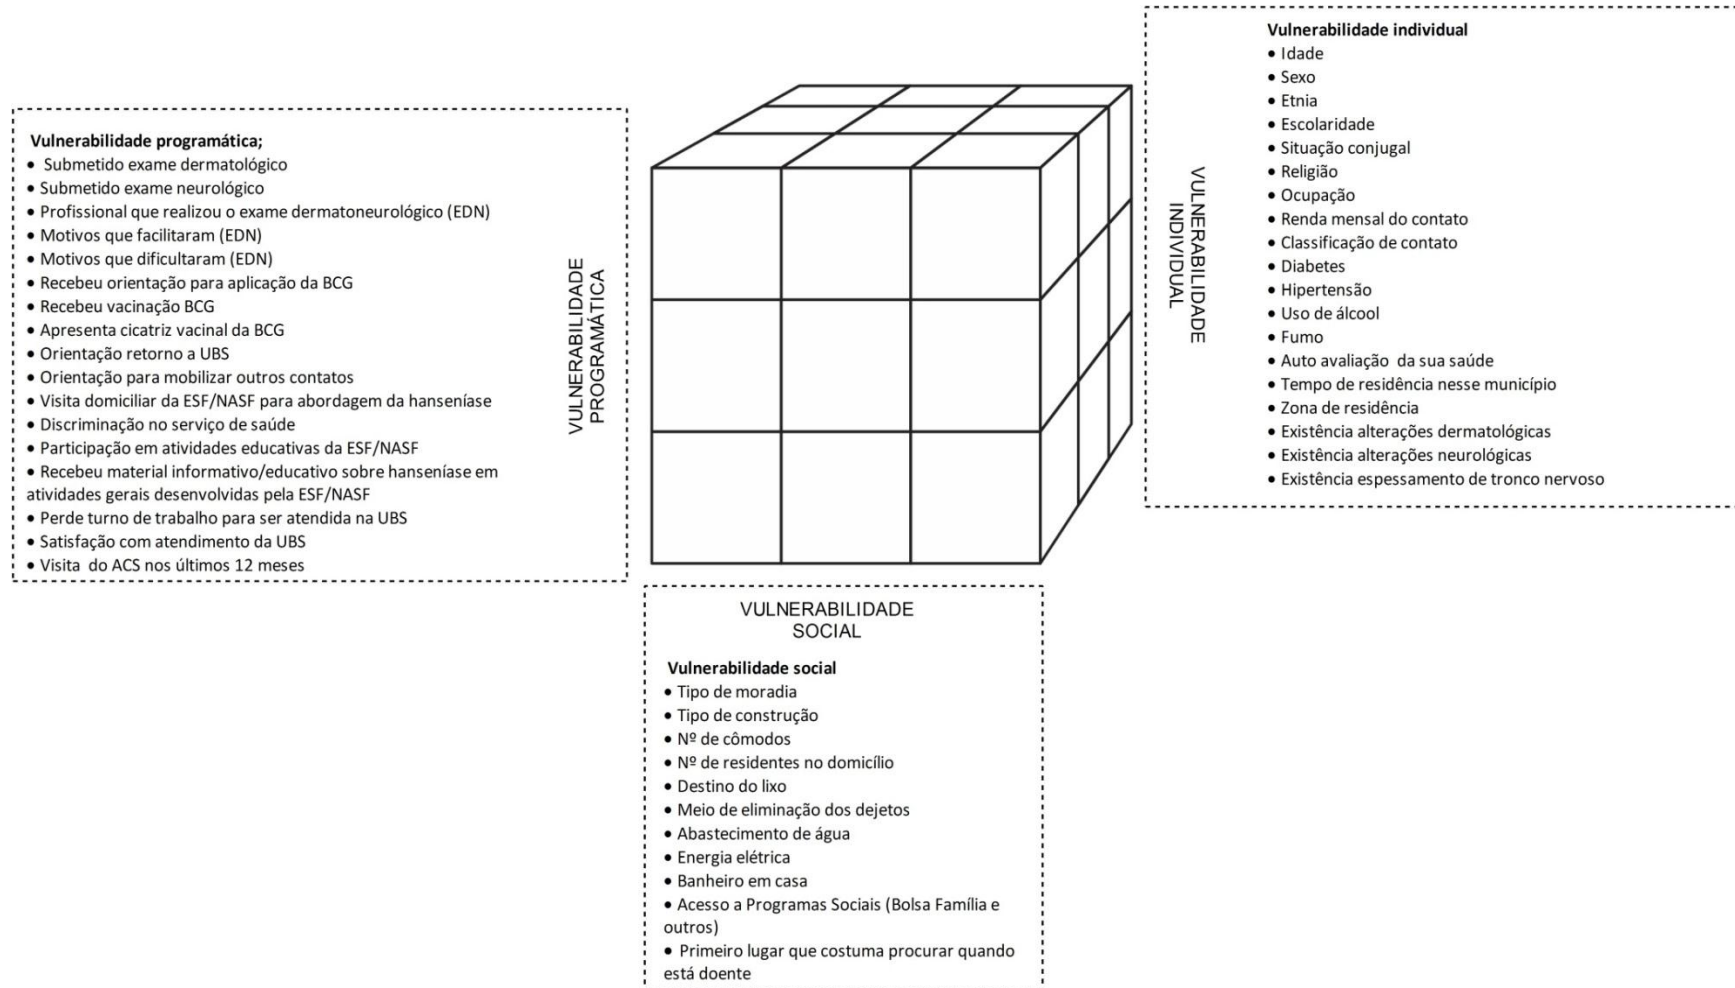 Vulnerabilidade programática;
• Submetido exame dermatológico
• Submetido exame neurológico
• Profissional que realizou o exame dermatoneurológico (EDN)
• Motivos que facilitaram (EDN)
• Motivos que dificultaram (EDN)
• Recebeu orientação para aplicação da BCG
• Recebeu vacinação BCG
• Apresenta cicatriz vacinal da BCG
• Orientação retorno a UBS
• Orientação para mobilizar outros contatos
• Visita domiciliar da ESF/NASF para abordagem da hanseníase
• Discriminação no serviço de saúde
• Participação em atividades educativas da ESF/NASF
• Recebeu material informativo/educativo sobre hanseníase em
atividades gerais desenvolvidas pela ESF/NASF
• Perde turno de trabalho para ser atendida na UBS
• Satisfação com atendimento da UBS
• Visita do ACS nos últimos 12 meses
VULNERABILIDADE
PROGRAMÁTICA
VULNERABILIDADE
INDIVIDUAL
Vulnerabilidade individual
• Idade
• Sexo
• Etnia
• Escolaridade
• Situação conjugal
• Religião
• Ocupação
• Renda mensal do contato
• Classificação de contato
• Diabetes
• Hipertensão
• Uso de álcool
• Fumo
• Auto avaliação da sua saúde
• Tempo de residência nesse município
• Zona de residência
• Existência alterações dermatológicas
• Existência alterações neurológicas
• Existência espessamento de tronco nervoso
VULNERABILIDADE
SOCIAL
Vulnerabilidade social
• Tipo de moradia
• Tipo de construção
• Nº de cômodos
• Nº de residentes no domicílio
• Destino do lixo
• Meio de eliminação dos dejetos
• Abastecimento de água
• Energia elétrica
• Banheiro em casa
• Acesso a Programas Sociais (Bolsa Família e
outros)
• Primeiro lugar que costuma procurar quando
está doente